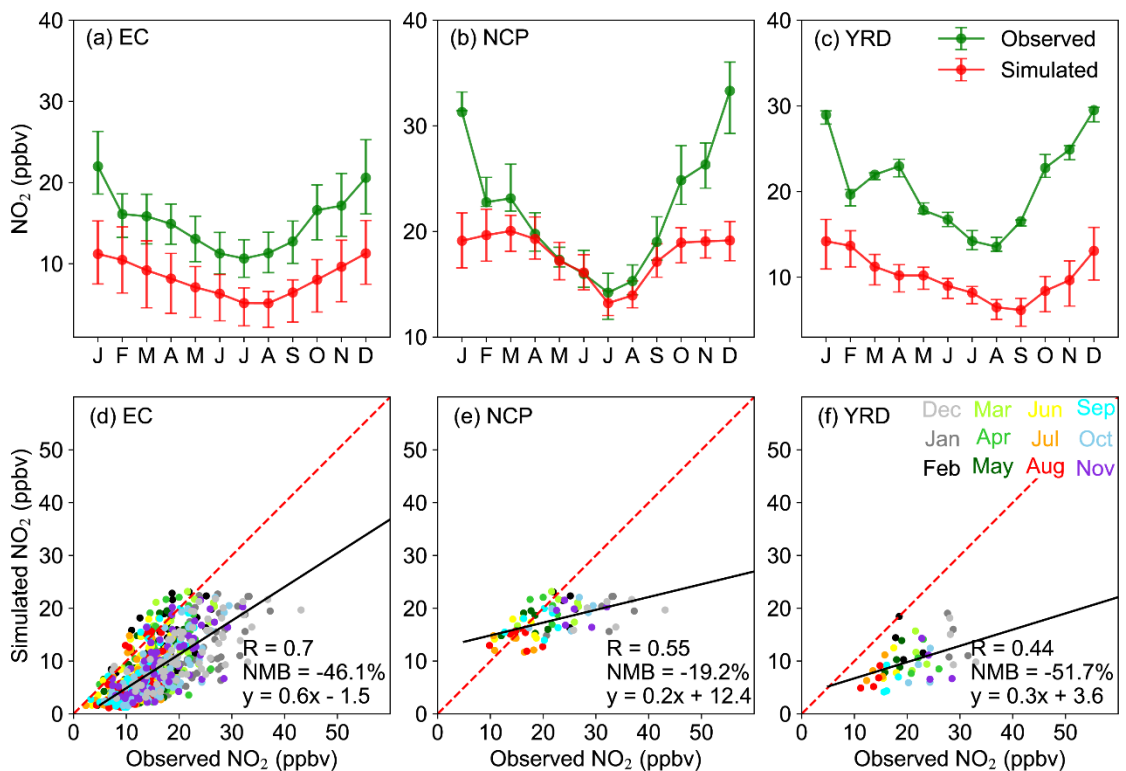 (a) EC
(b) NCP
(c) YRD
Observed
Simulated
NO2 (ppbv)
40
30
20
10
J F M A M J J A S O N D
40
30
20
10
J F M A M J J A S O N D
40
30
20
10
J F M A M J J A S O N D
(d) EC
(e) NCP
(f) YRD
Dec Mar Jun Sep
Jan Apr Jul Oct
Feb May Aug Nov
Simulated NO2 (ppbv)
50
40
30
20
10
0
R = 0.7
NMB = -46.1%
y = 0.6x - 1.5
0 10 20 30 40 50
Observed NO2 (ppbv)
50
40
30
20
10
0
R = 0.55
NMB = -19.2%
y = 0.2x + 12.4
0 10 20 30 40 50
Observed NO2 (ppbv)
50
40
30
20
10
0
R = 0.44
NMB = -51.7%
y = 0.3x + 3.6
0 10 20 30 40 50
Observed NO2 (ppbv)